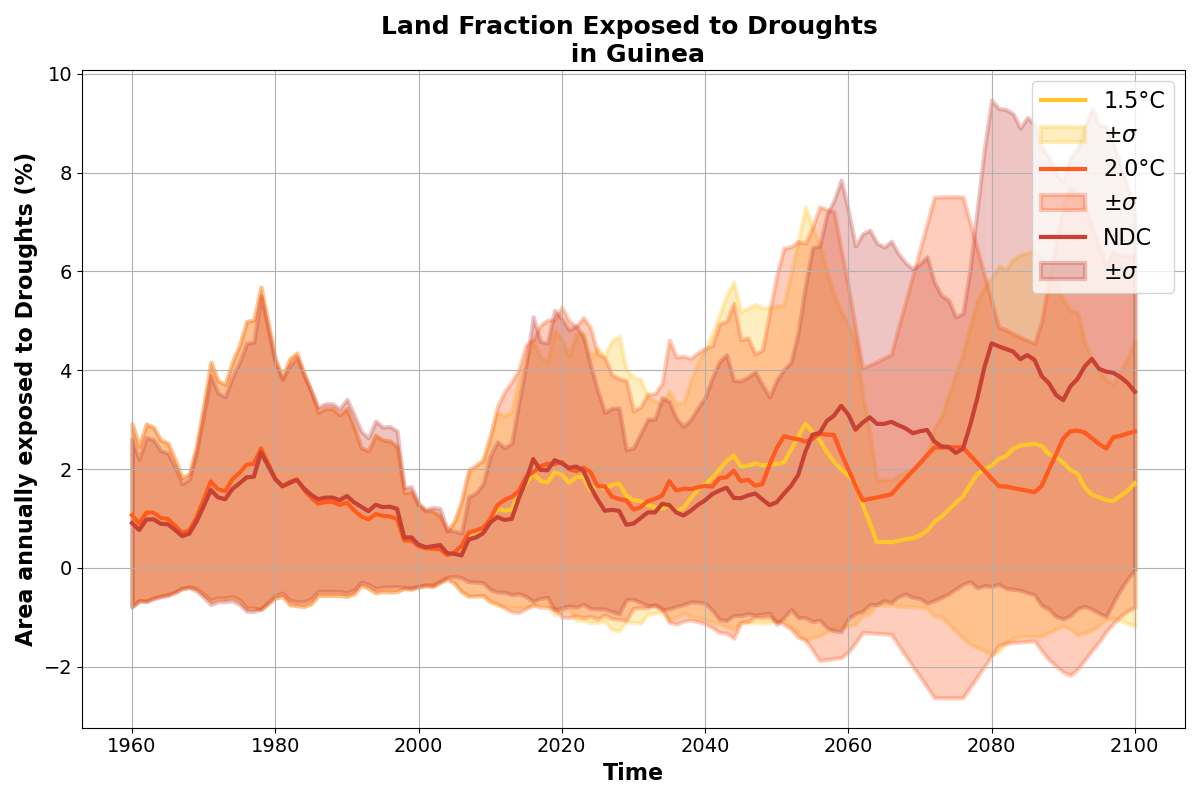 Land Fraction Exposed to Droughts
in Guinea
Area annually exposed to Droughts (%)
10
8
6
4
2
0
−2
1960
1980
2000
2020
2040
2060
2080
2100
Time
1.5°C
±σ
2.0°C
±σ
NDC
±σ